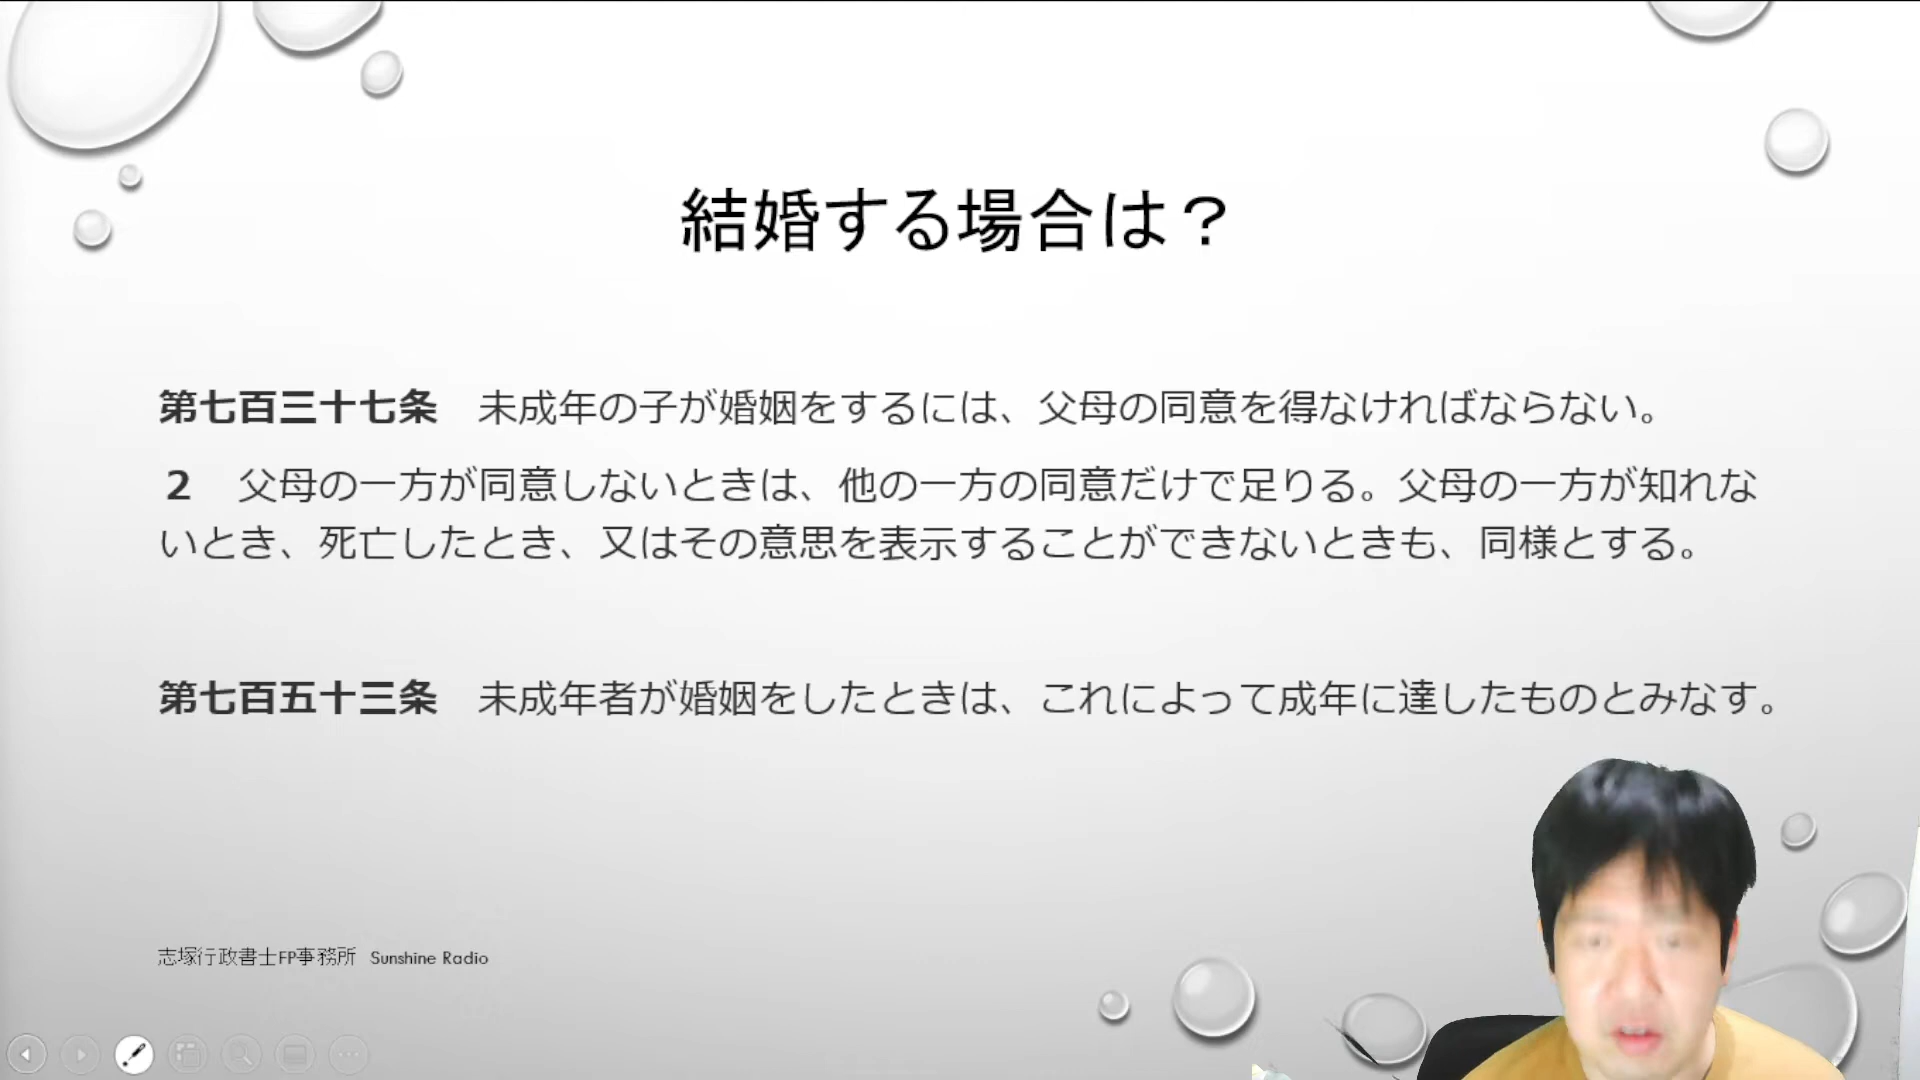 結婚する場合は？
第七百三十七条　未成年の子が婚姻をするには、父母の同意を得なければならない。
２　父母の一方が同意しないときは、他の一方の同意だけで足りる。父母の一方が知れな
いとき、死亡したとき、又はその意思を表示することができないときも、同様とする。
第七百五十三条　未成年者が婚姻をしたときは、これによって成年に達したものとみなす。
志塚行政書士FP事務所　Sunshine Radio